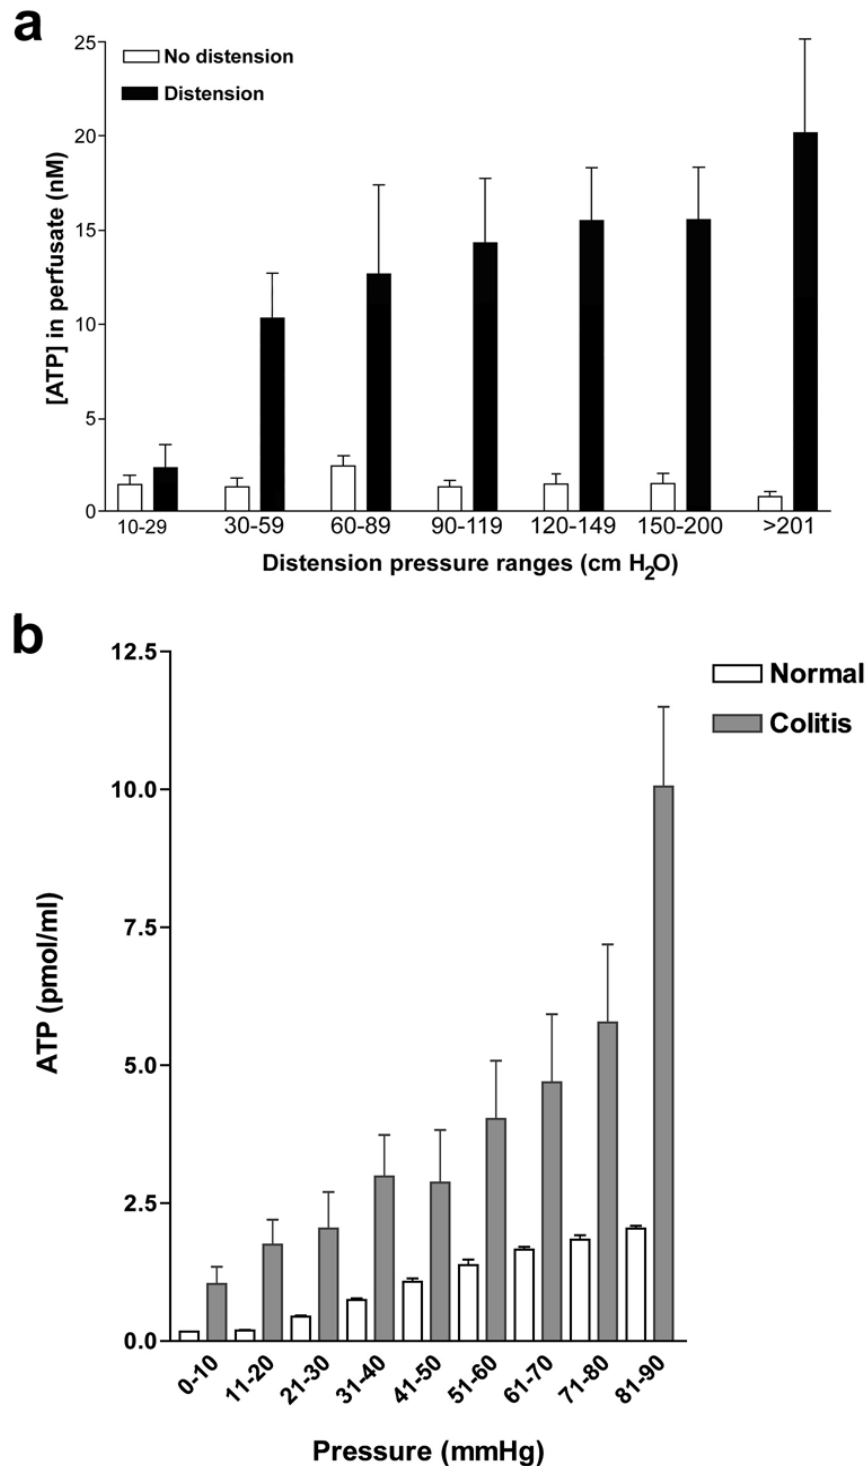 a
25
20
15
10
5
0
No distension
Distension
[ATP] in perfusate (nM)
10-29 30-59 60-89 90-119 120-149 150-200 >201
Distension pressure ranges (cm H₂O)
b
12.5
10.0
7.5
5.0
2.5
0.0
Normal
Colitis
ATP (pmol/ml)
0-10 11-20 21-30 31-40 41-50 51-60 61-70 71-80 81-90
Pressure (mmHg)